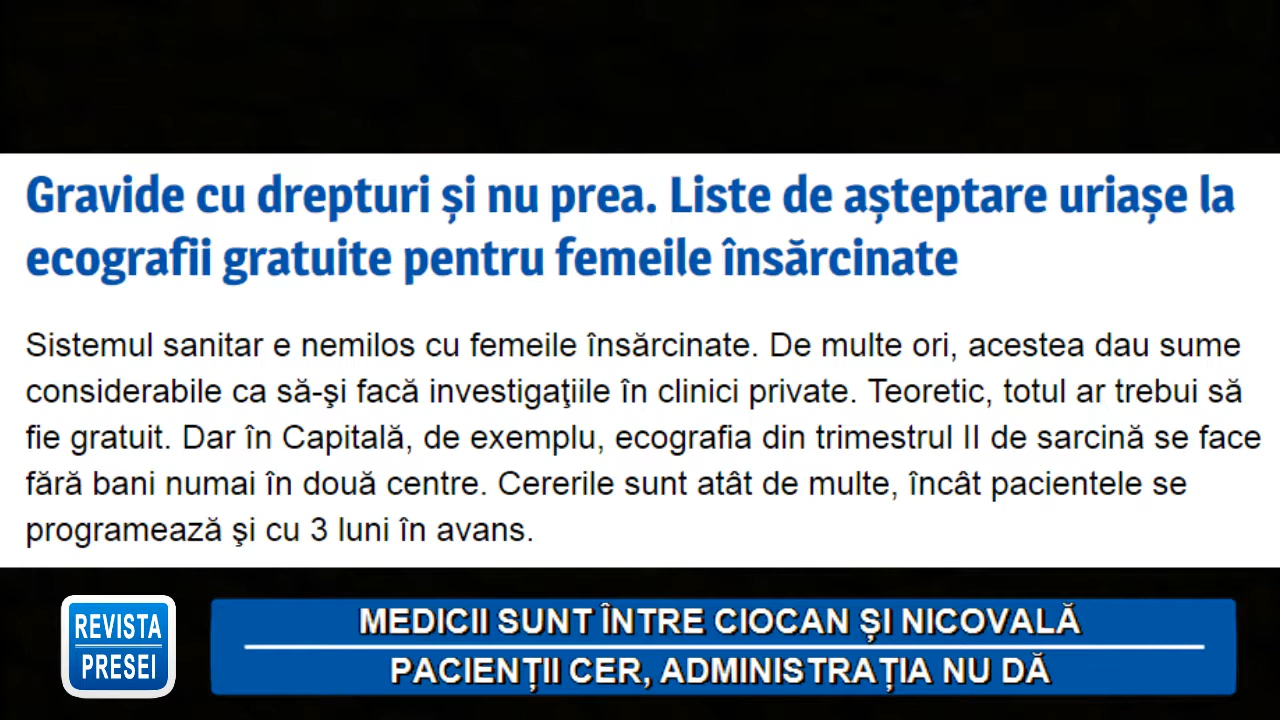 Gravide cu drepturi și nu prea. Liste de așteptare uriașe la
ecografii gratuite pentru femeile însărcinate
Sistemul sanitar e nemilos cu femeile însărcinate. De multe ori, acestea dau sume
considerabile ca să-şi facă investigaţiile în clinici private. Teoretic, totul ar trebui să
fie gratuit. Dar în Capitală, de exemplu, ecografia din trimestrul II de sarcină se face
fără bani numai în două centre. Cererile sunt atât de multe, încât pacientele se
programează şi cu 3 luni în avans.
REVISTA
PRESEI
MEDICII SUNT ÎNTRE CIOCAN ȘI NICOVALĂ
PACIENȚII CER, ADMINISTRAȚIA NU DĂ